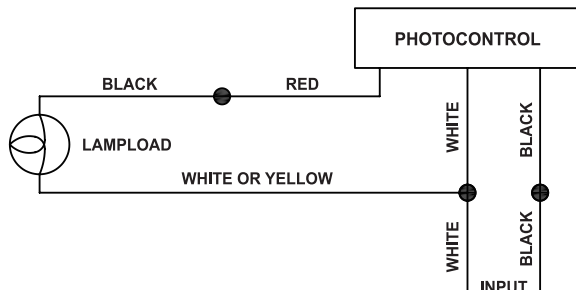 PHOTOCONTROL
BLACK
RED
LAMPLOAD
WHITE
BLACK
WHITE OR YELLOW
WHITE
BLACK
INPUT